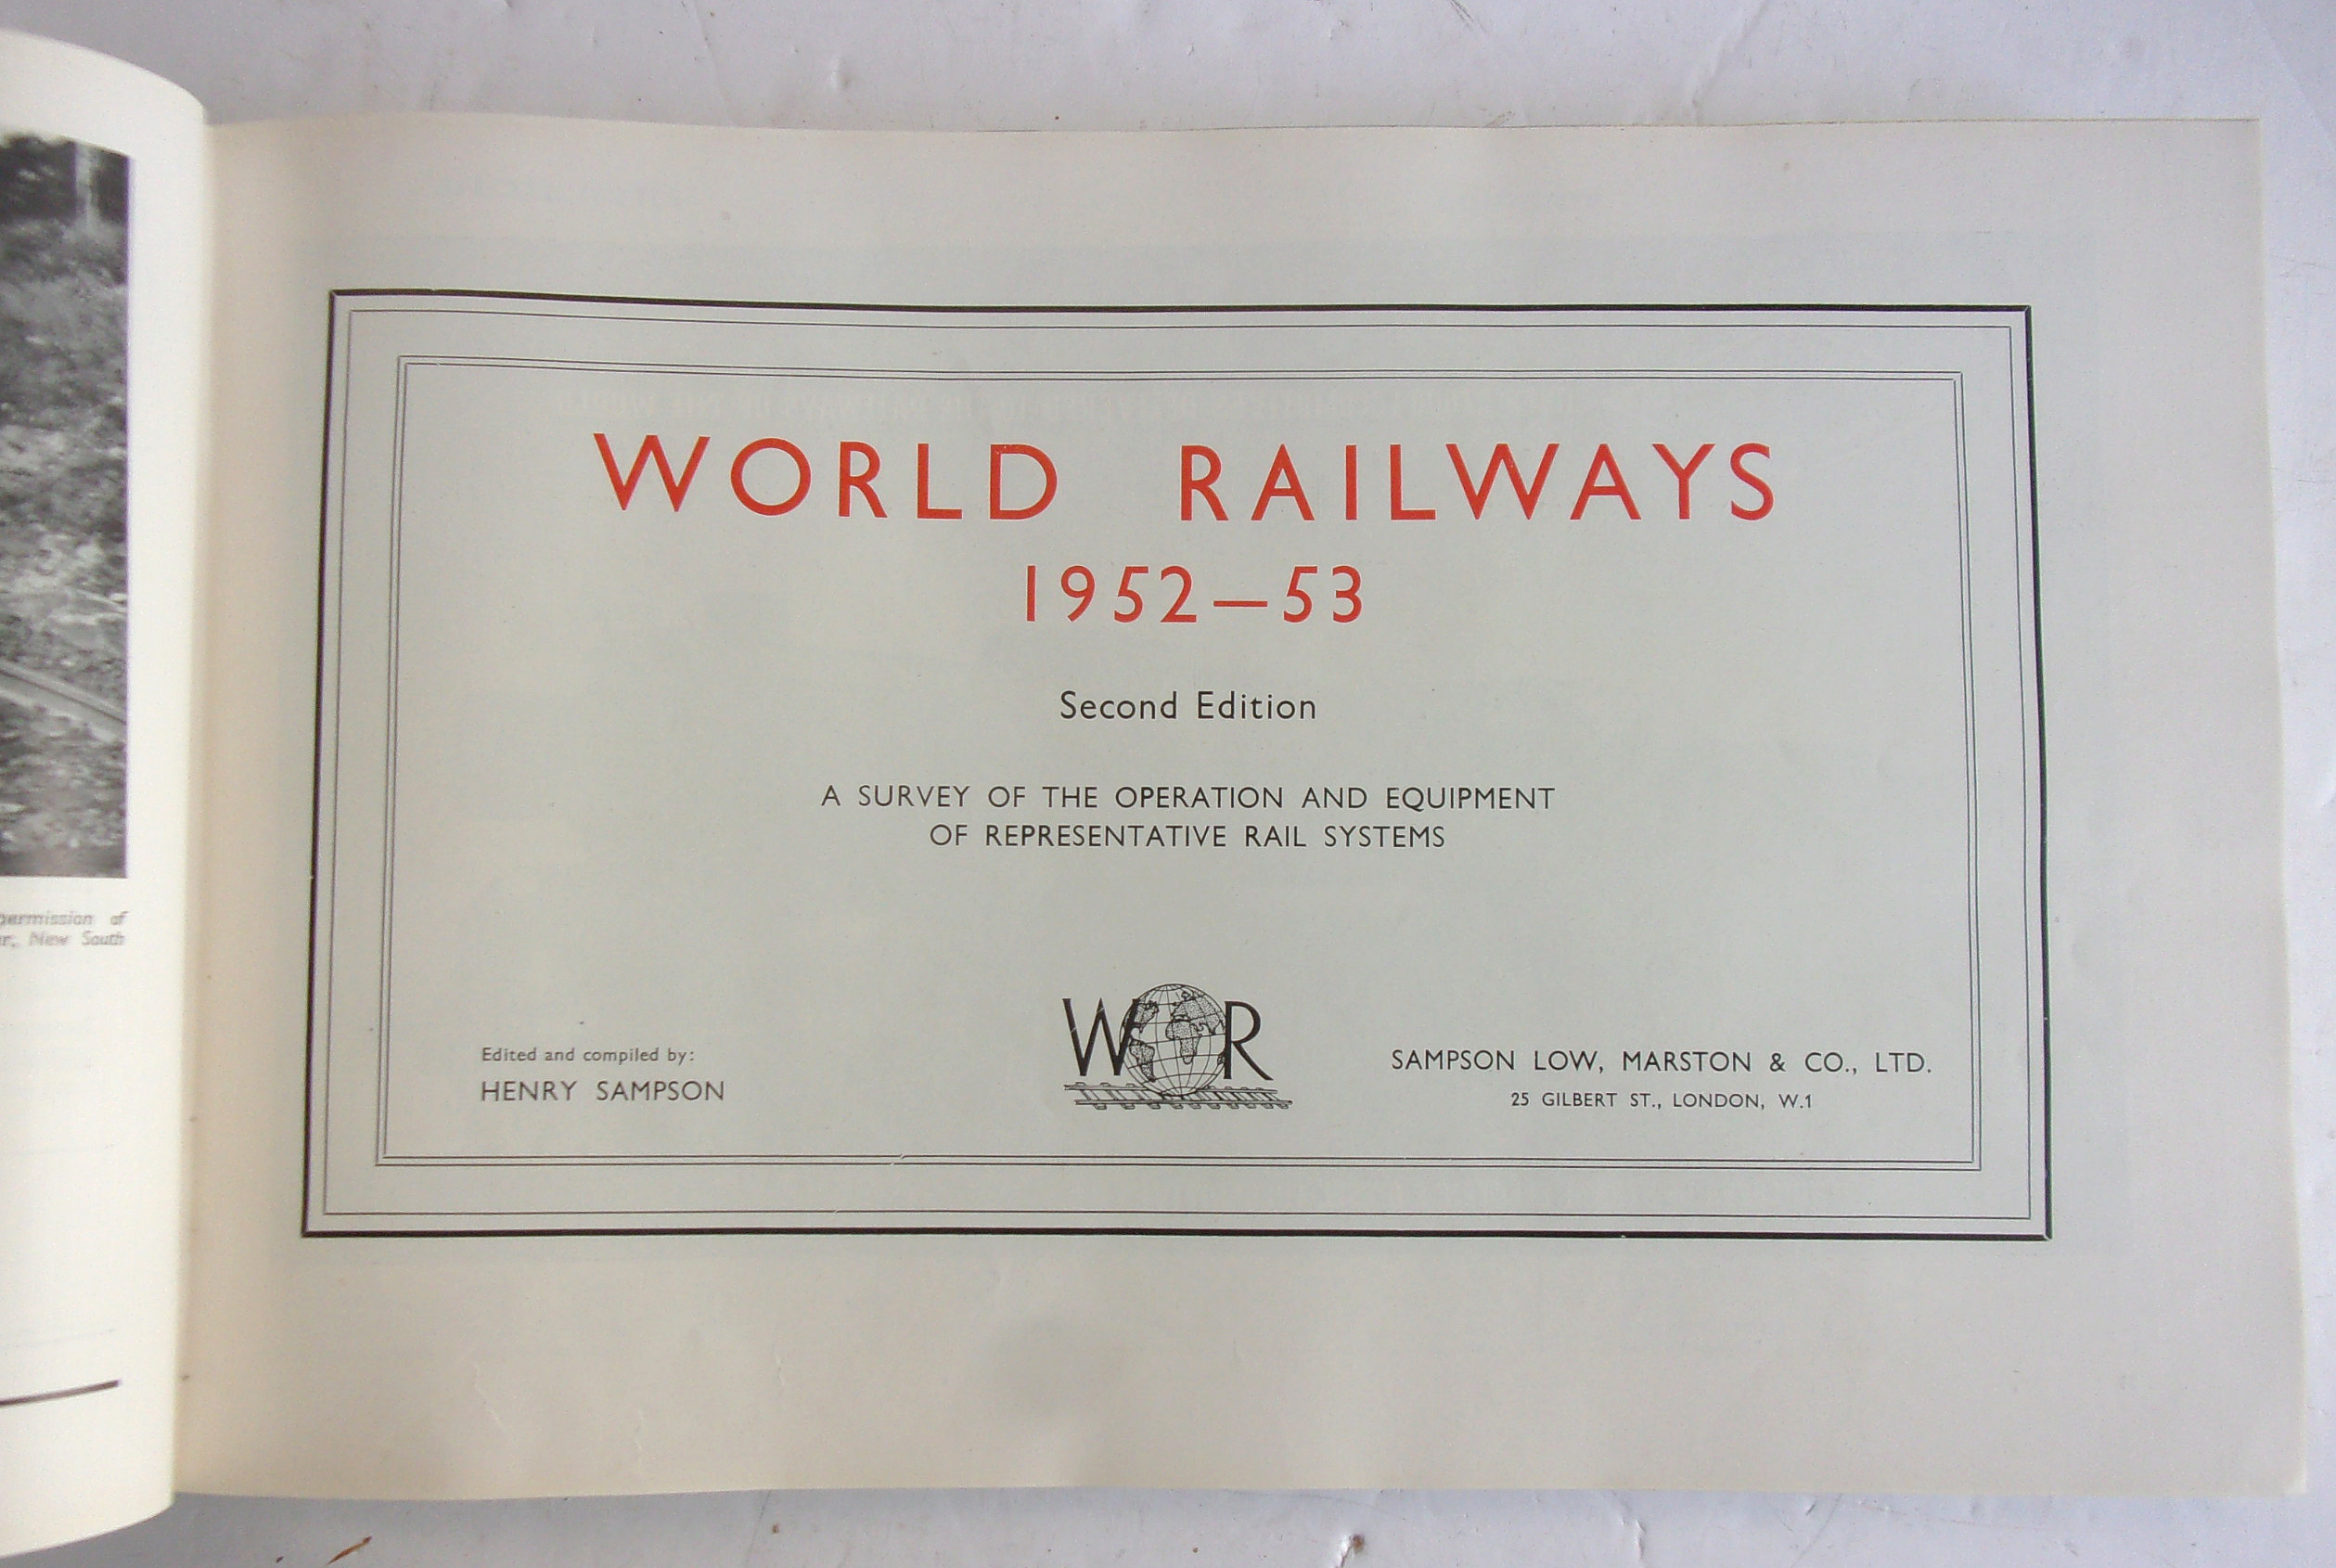 permission of
New South
WORLD RAILWAYS
1952—53
Second Edition
A SURVEY OF THE OPERATION AND EQUIPMENT
OF REPRESENTATIVE RAIL SYSTEMS
Edited and compiled by:
HENRY SAMPSON
W R
SAMPSON LOW, MARSTON & CO., LTD.
25 GILBERT ST., LONDON, W.1